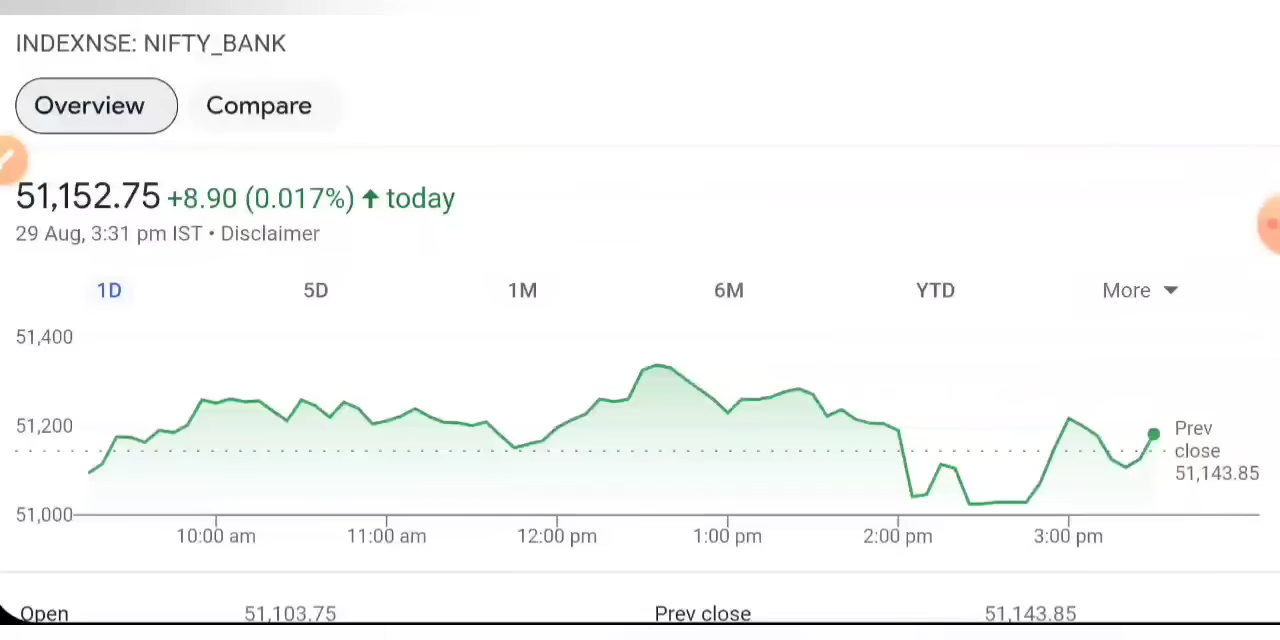 INDEXNSE: NIFTY_BANK
Overview Compare
51,152.75 +8.90 (0.017%) ↑ today
29 Aug, 3:31 pm IST • Disclaimer
1D 5D 1M 6M YTD More
51,400
51,200
51,000
Prev
close
51,143.85
10:00 am 11:00 am 12:00 pm 1:00 pm 2:00 pm 3:00 pm
Open 51,103.75 Prev close 51,143.85